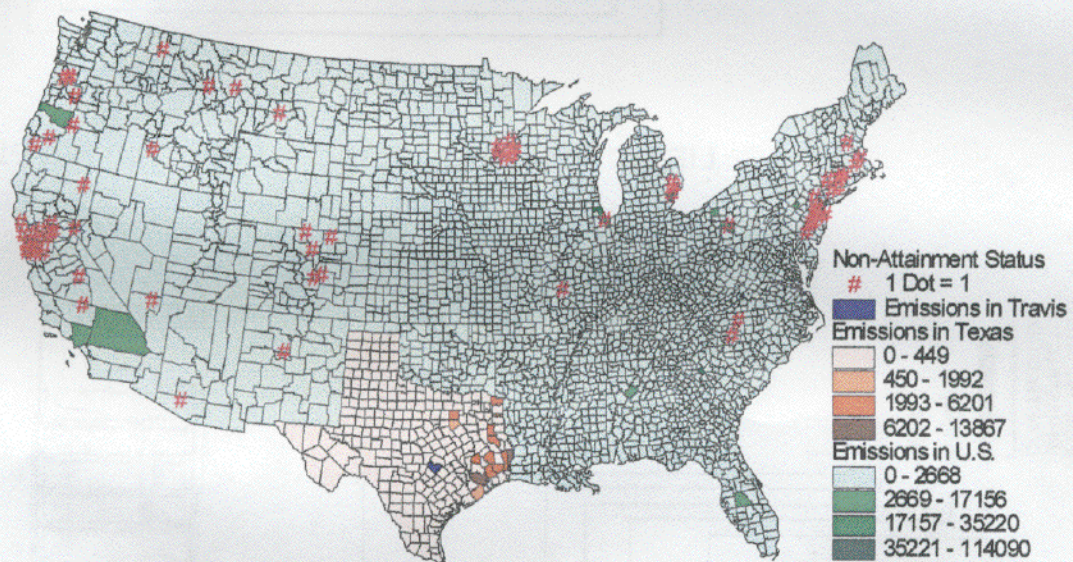 Non-Attainment Status
# 1 Dot = 1
Emissions in Travis
Emissions in Texas
0 - 449
450 - 1992
1993 - 6201
6202 - 13867
Emissions in U.S.
0 - 2668
2669 - 17156
17157 - 35220
35221 - 114090